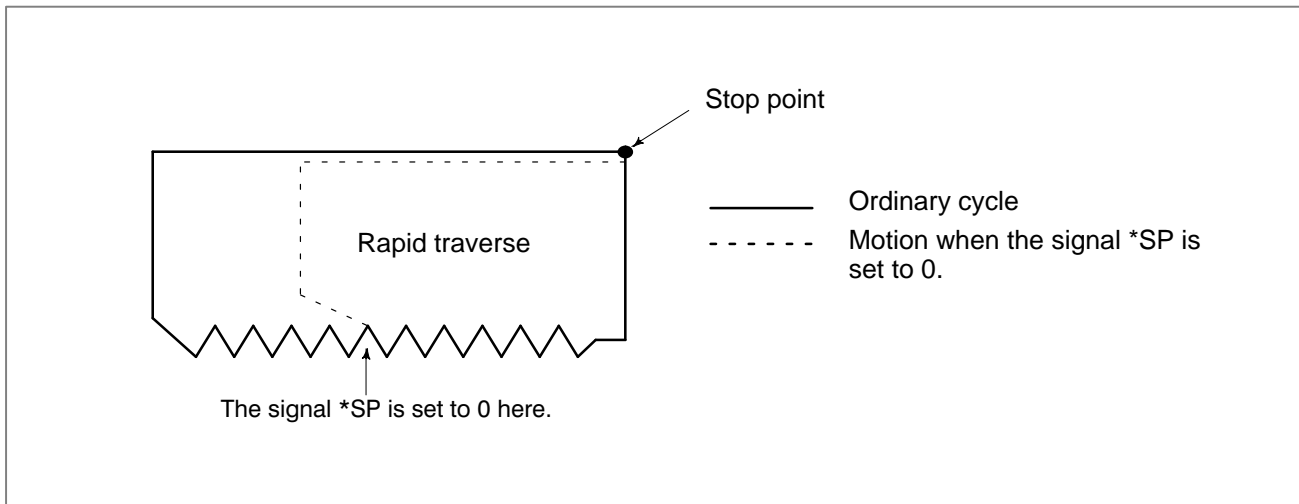 Stop point
Ordinary cycle
Rapid traverse
Motion when the signal *SP is
set to 0.
The signal *SP is set to 0 here.